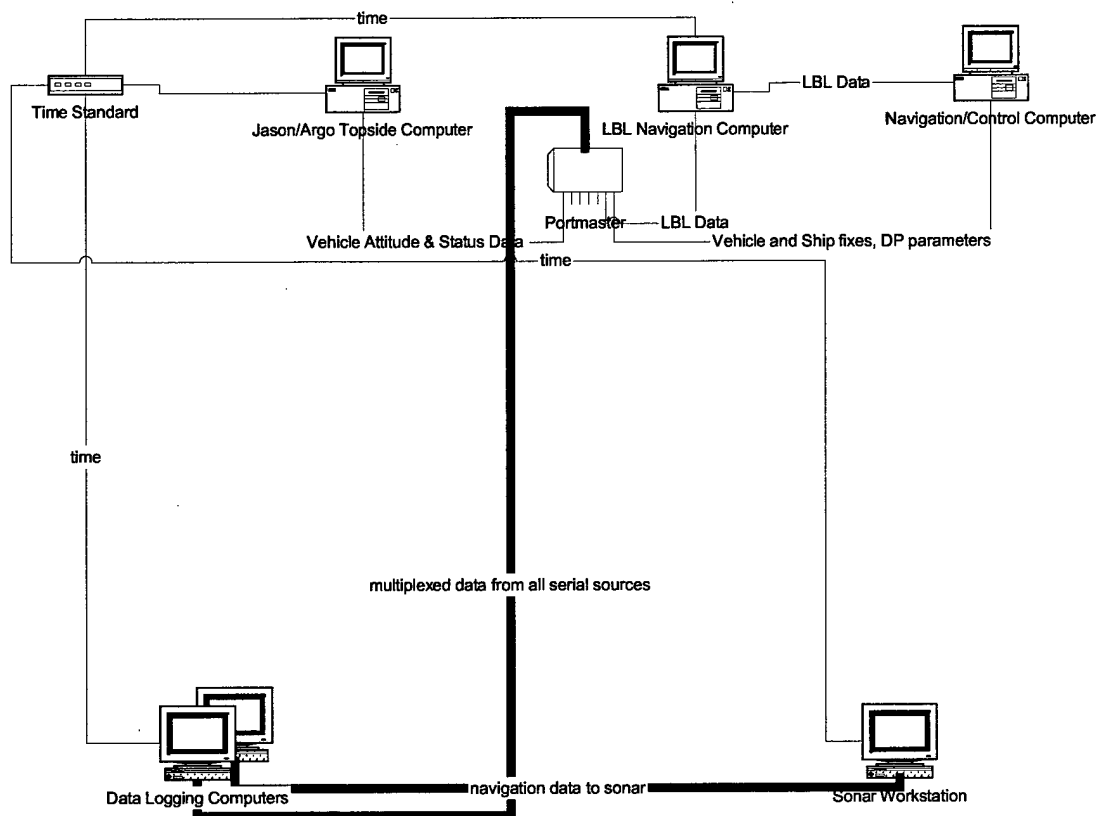 time
LBL Data
Time Standard
Jason/Argo Topside Computer
LBL Navigation Computer
Navigation/Control Computer
Portmaster
LBL Data
Vehicle Attitude & Status Data
Vehicle and Ship fixes, DP parameters
time
time
multiplexed data from all serial sources
navigation data to sonar
Data Logging Computers
Sonar Workstation